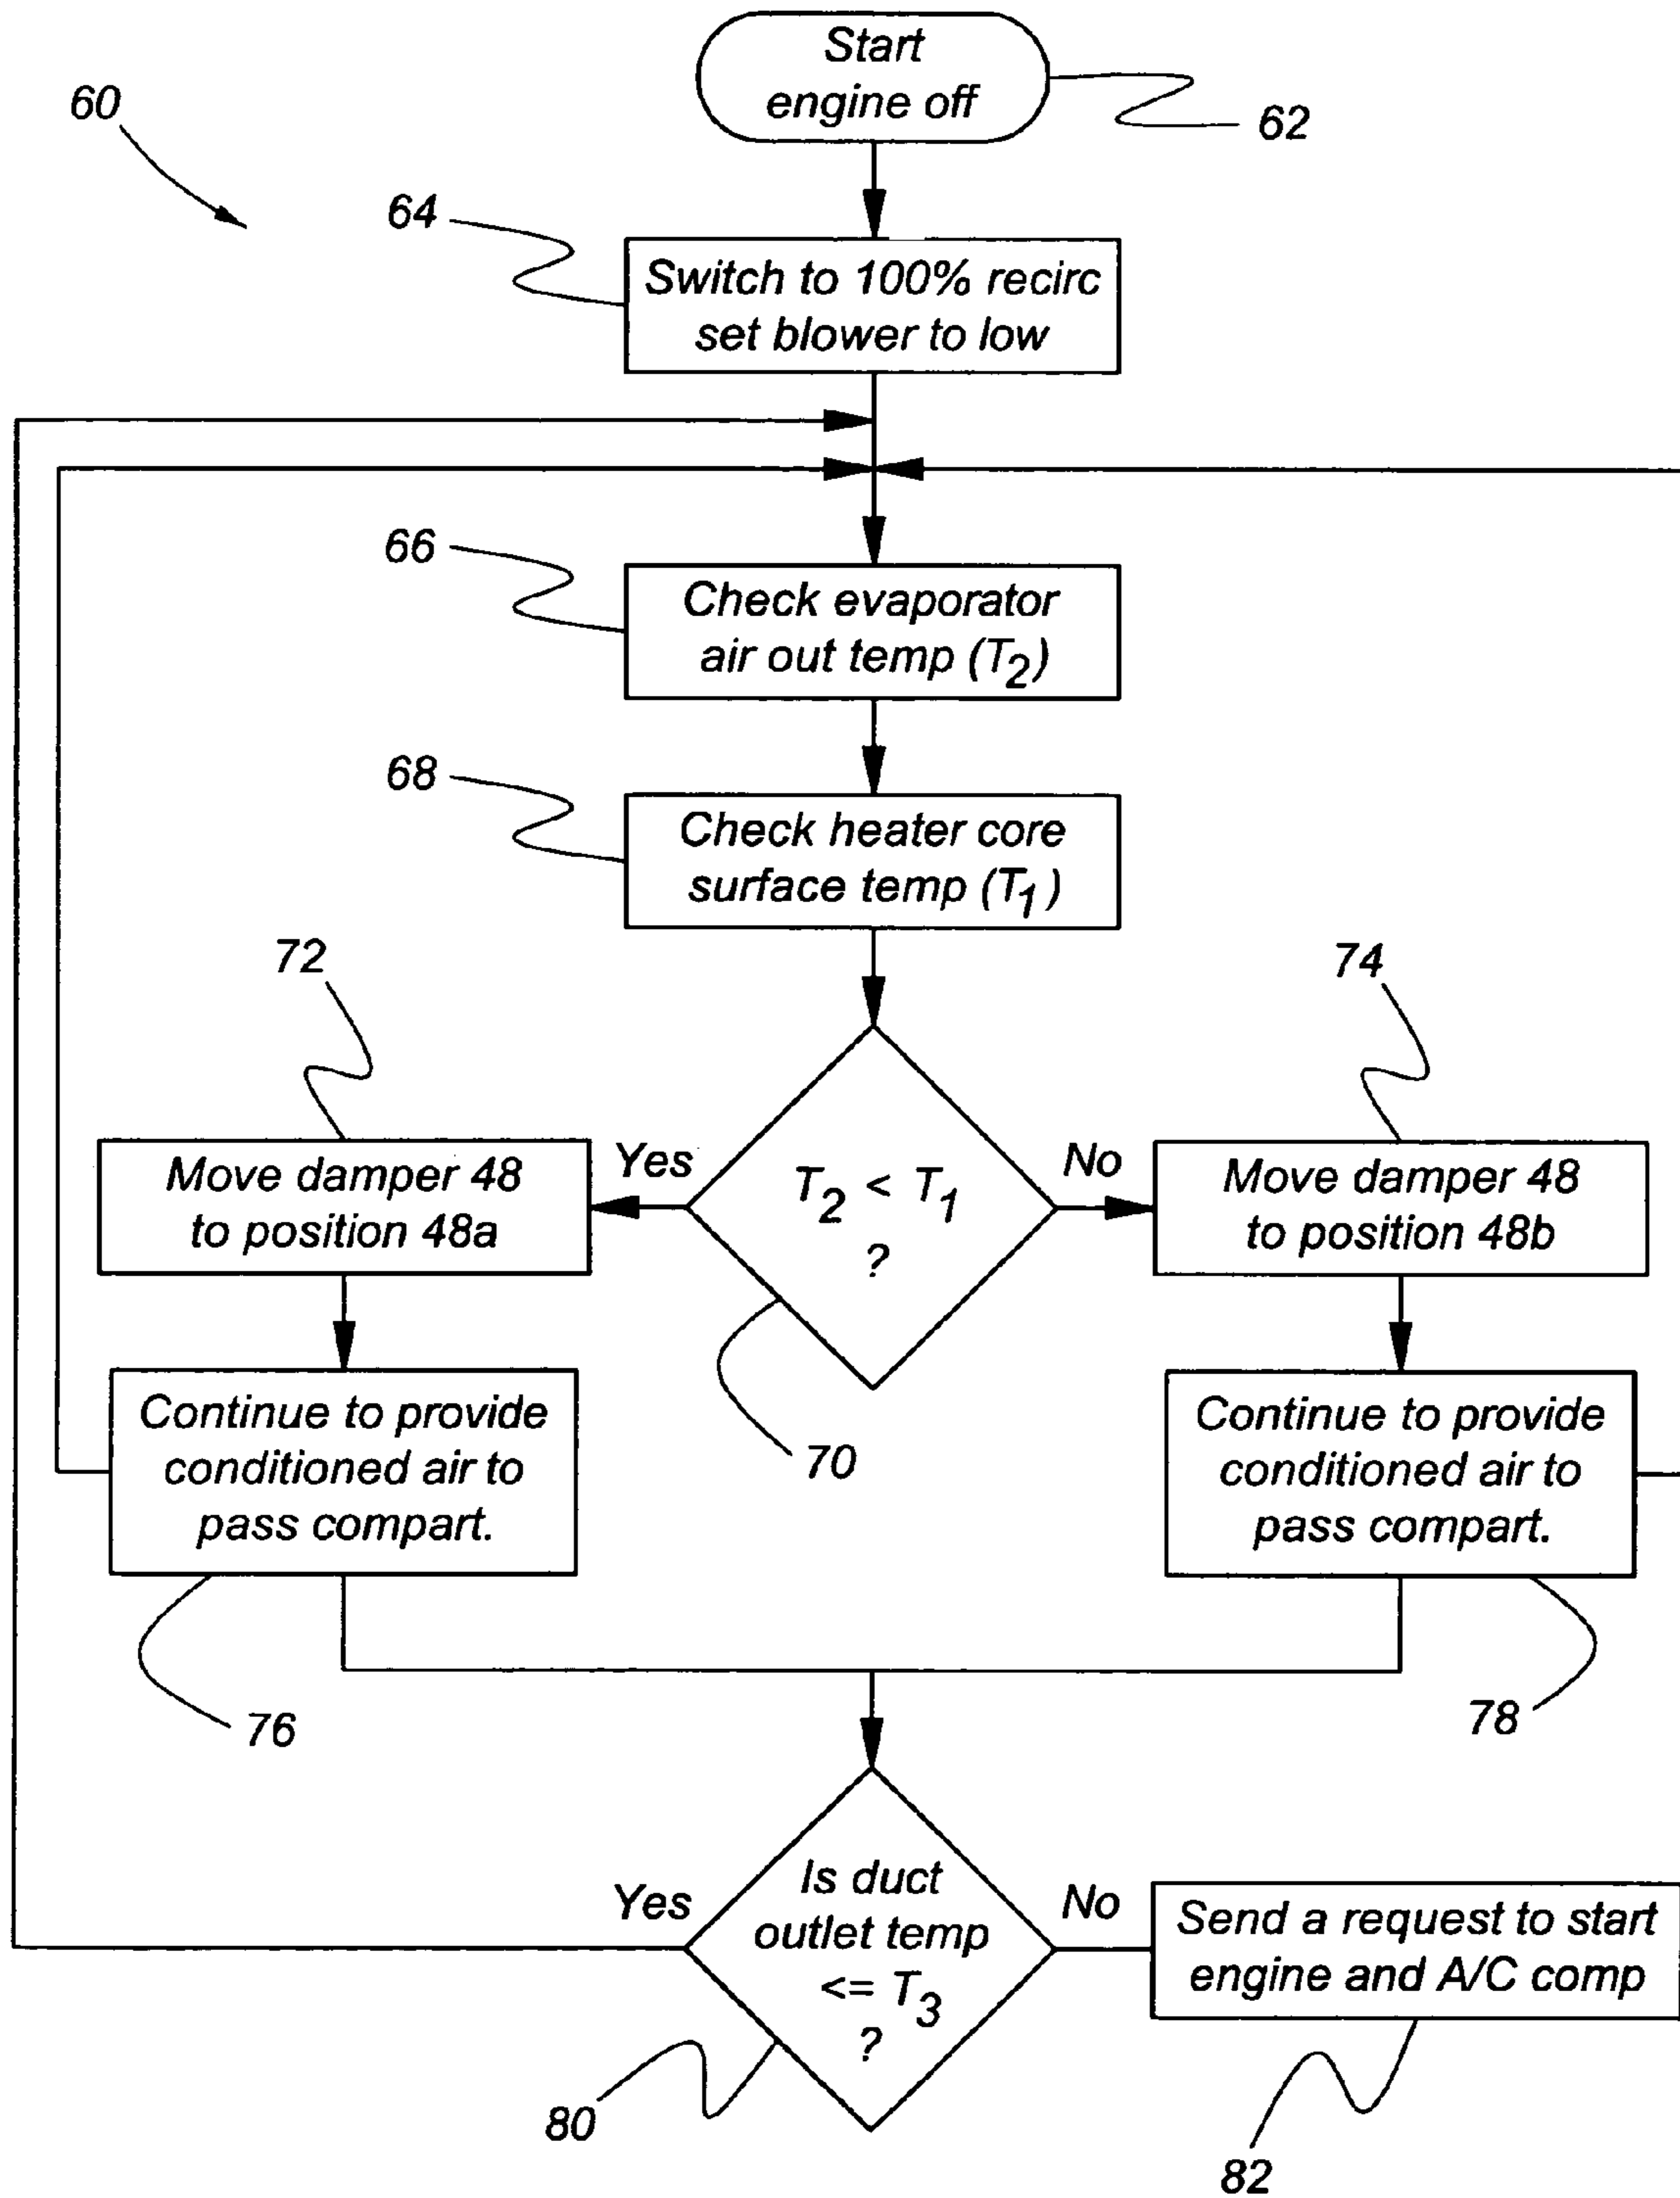 Start
engine off
60
62
64
Switch to 100% recirc
set blower to low
66
Check evaporator
air out temp (T2)
68
Check heater core
surface temp (T1)
72
74
Move damper 48
to position 48a
Yes
T2 < T1
?
No
Move damper 48
to position 48b
Continue to provide
conditioned air to
pass compart.
70
Continue to provide
conditioned air to
pass compart.
76
78
Yes
Is duct
outlet temp
<= T3
?
No
Send a request to start
engine and A/C comp
80
82